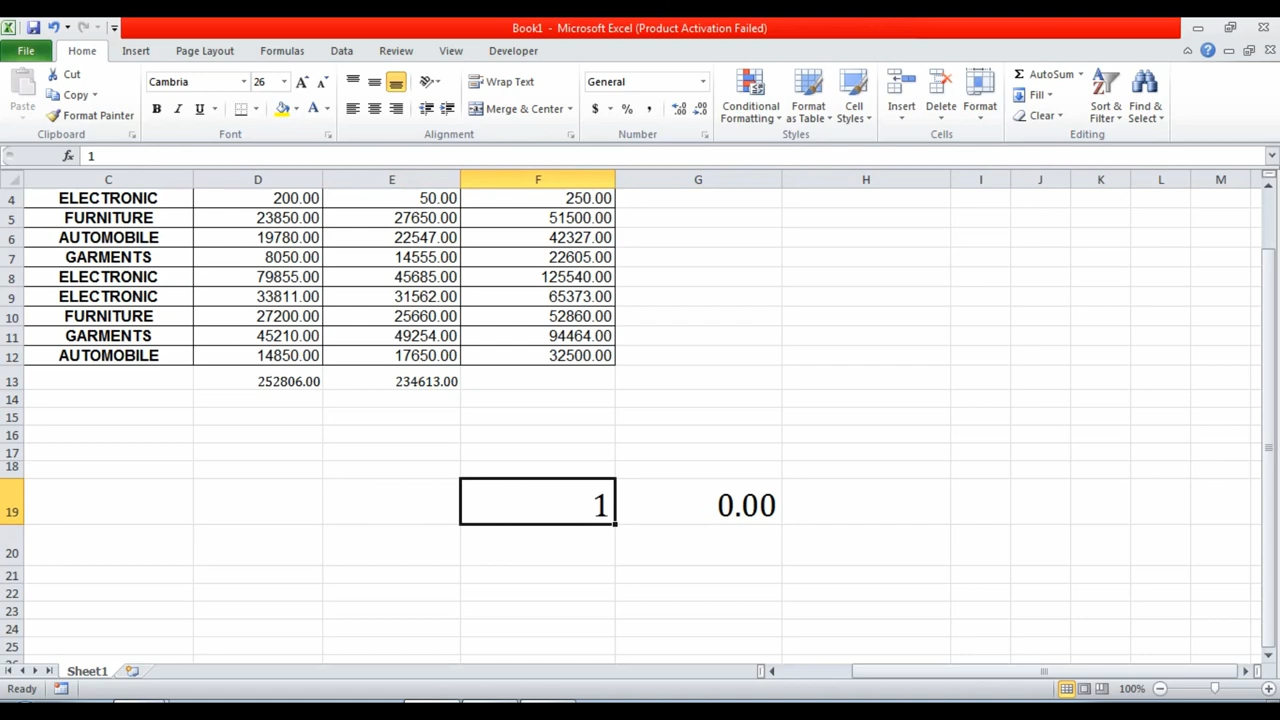 Book1 - Microsoft Excel (Product Activation Failed)
File Home Insert Page Layout Formulas Data Review View Developer
Cut Cambria 26 Wrap Text General AutoSum
Copy Merge & Center Fill
Paste Format Painter Conditional Formatting Format as Table Cell Styles Insert Delete Format Clear Sort & Filter Find & Select
Clipboard Font Alignment Number Styles Cells Editing
fx 1
C D E F G H I J K L M
4 ELECTRONIC 200.00 50.00 250.00
5 FURNITURE 23850.00 27650.00 51500.00
6 AUTOMOBILE 19780.00 22547.00 42327.00
7 GARMENTS 8050.00 14555.00 22605.00
8 ELECTRONIC 79855.00 45685.00 125540.00
9 ELECTRONIC 33811.00 31562.00 65373.00
10 FURNITURE 27200.00 25660.00 52860.00
11 GARMENTS 45210.00 49254.00 94464.00
12 AUTOMOBILE 14850.00 17650.00 32500.00
13 252806.00 234613.00
14
15
16
17
18
19 1 0.00
20
21
22
23
24
25
Sheet1
Ready 100%